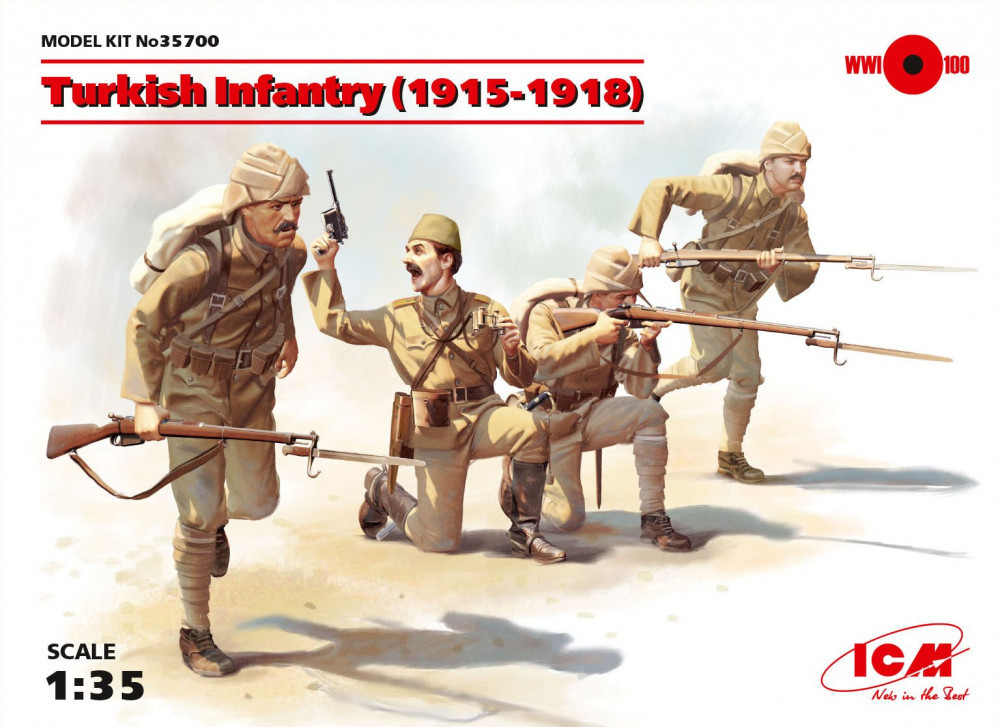 MODEL KIT No35700
Turkish Infantry (1915-1918)
WWI 100
SCALE
1:35
ICM
New in the Best